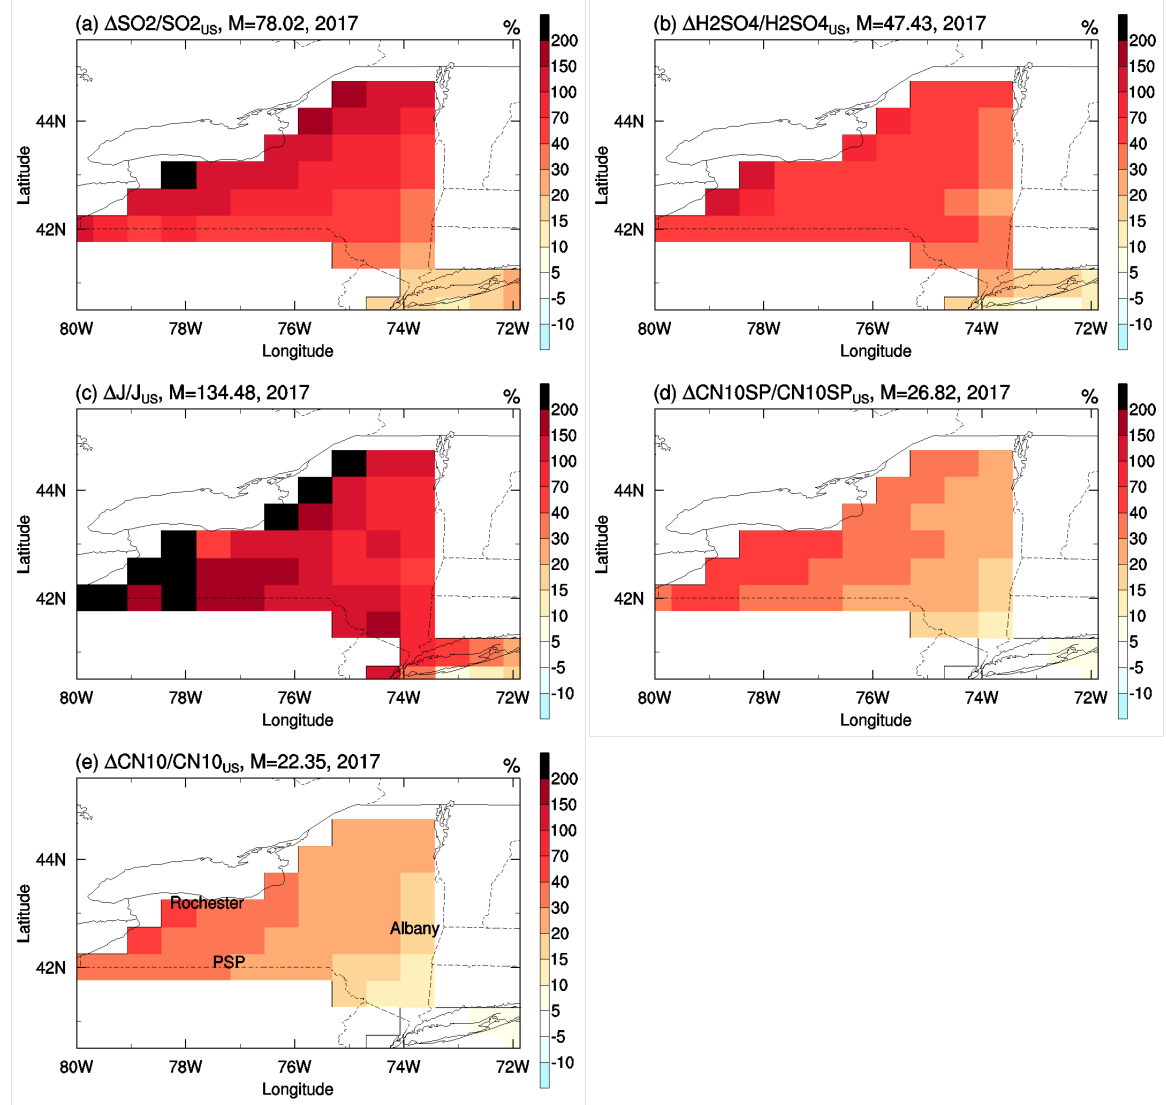 (a) ΔSO2/SO2US, M=78.02, 2017 %
200
150
100
70
40
30
20
15
10
5
-5
-10
44N
42N
Latitude
80W 78W 76W 74W 72W
Longitude
(b) ΔH2SO4/H2SO4US, M=47.43, 2017 %
200
150
100
70
40
30
20
15
10
5
-5
-10
44N
42N
Latitude
80W 78W 76W 74W 72W
Longitude
(c) ΔJ/JUS, M=134.48, 2017 %
200
150
100
70
40
30
20
15
10
5
-5
-10
44N
42N
Latitude
80W 78W 76W 74W 72W
Longitude
(d) ΔCN10SP/CN10SPUS, M=26.82, 2017 %
200
150
100
70
40
30
20
15
10
5
-5
-10
44N
42N
Latitude
80W 78W 76W 74W 72W
Longitude
(e) ΔCN10/CN10US, M=22.35, 2017 %
200
150
100
70
40
30
20
15
10
5
-5
-10
44N
42N
Latitude
Rochester
Albany
PSP
80W 78W 76W 74W 72W
Longitude